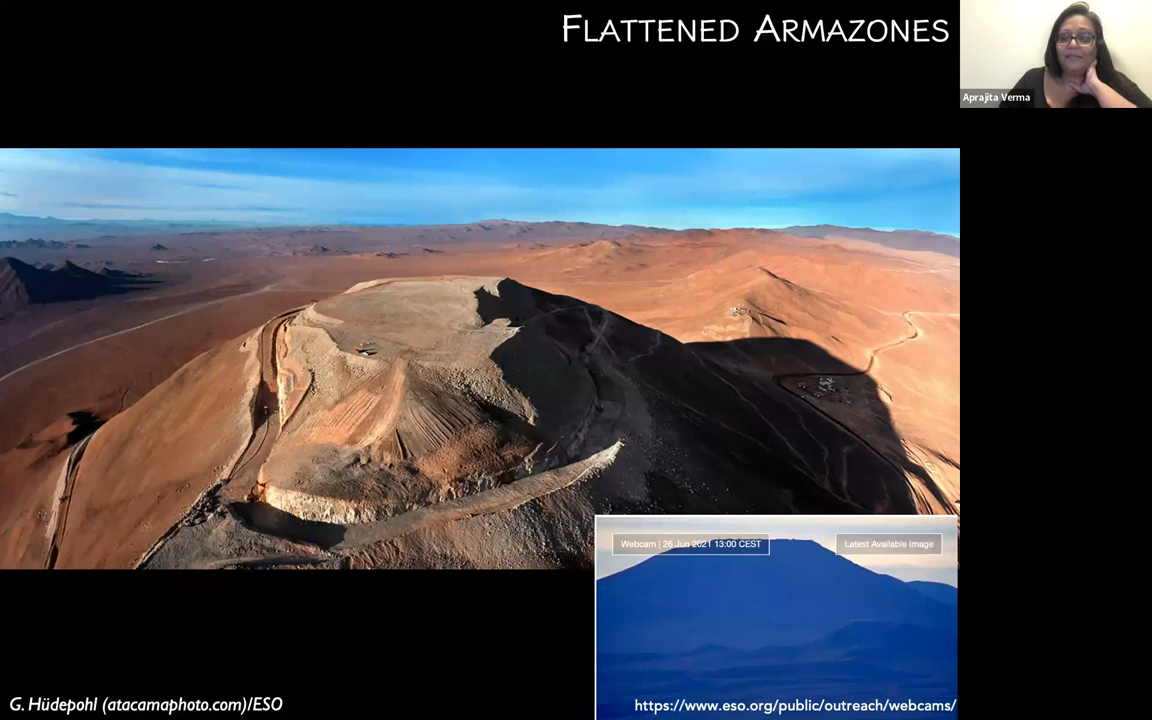 FLATTENED ARMAZONES
Aprajita Verma
Webcam | 26 Jun 2021 13:00 CEST
Latest Available Image
G. Hüdepohl (atacamaphoto.com)/ESO
https://www.eso.org/public/outreach/webcams/